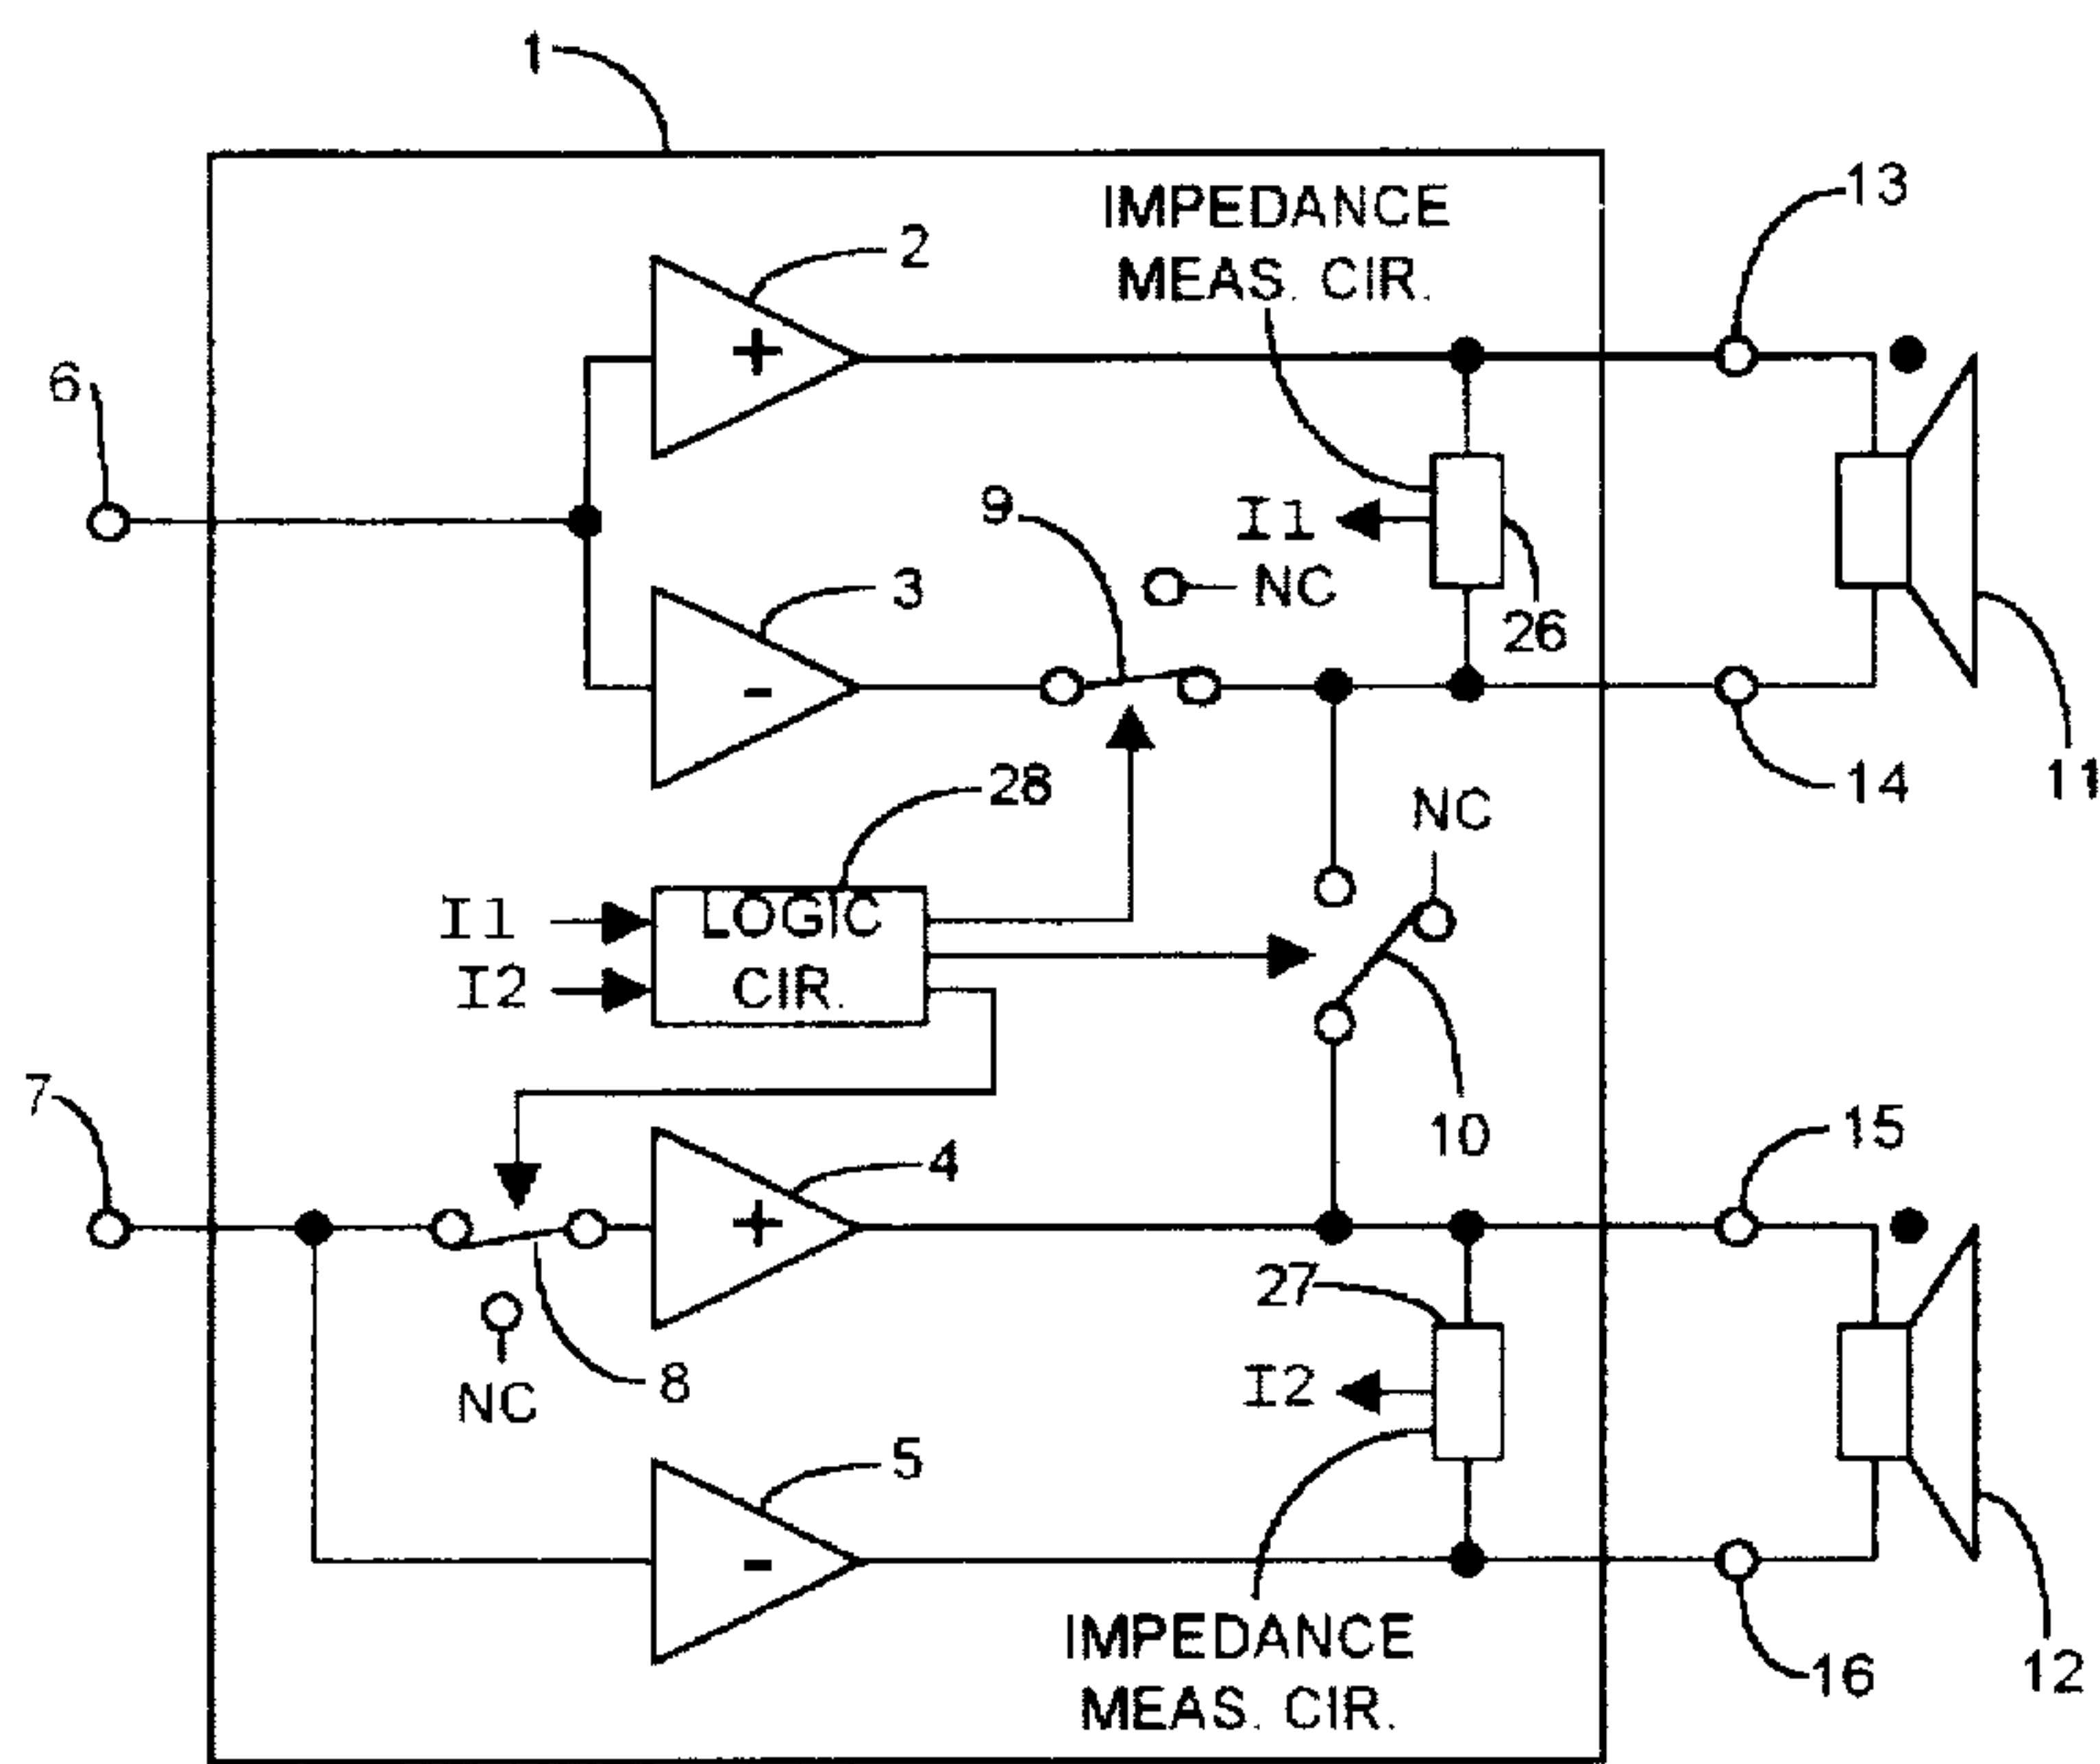 1
IMPEDANCE
MEAS. CIR.
13
2
6
+
9
I1
NC
3
26
-
28
14
11
NC
I1
LOGIC
I2
CIR.
7
10
15
4
+
27
I2
8
NC
5
-
IMPEDANCE
MEAS. CIR.
16
12